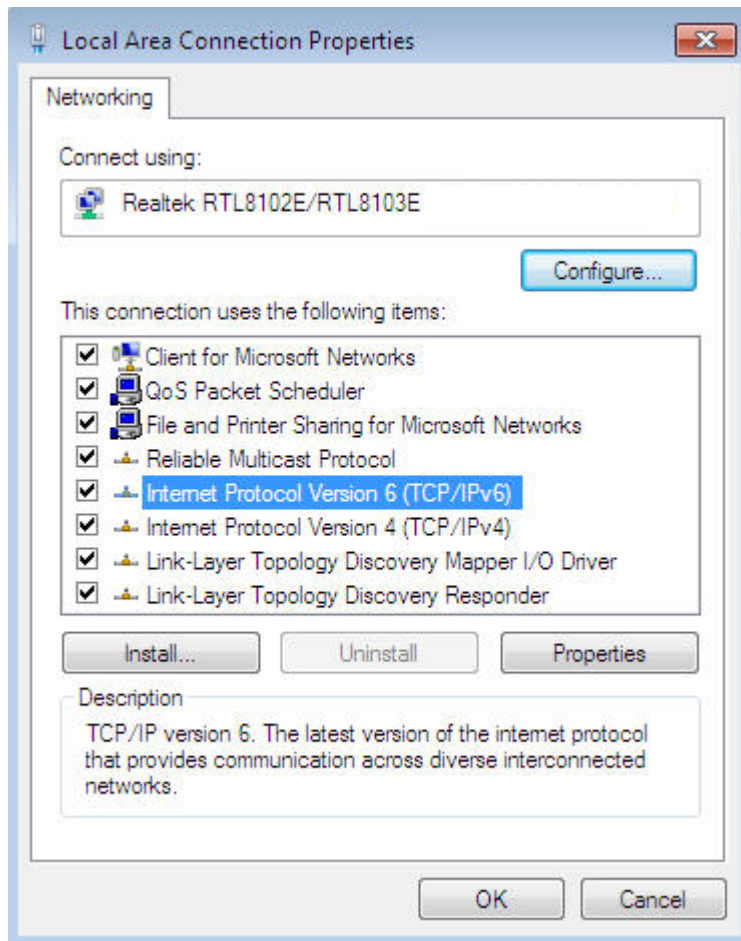 Local Area Connection Properties
Networking
Connect using:
Realtek RTL8102E/RTL8103E
Configure...
This connection uses the following items:
Client for Microsoft Networks
QoS Packet Scheduler
File and Printer Sharing for Microsoft Networks
Reliable Multicast Protocol
Internet Protocol Version 6 (TCP/IPv6)
Internet Protocol Version 4 (TCP/IPv4)
Link-Layer Topology Discovery Mapper I/O Driver
Link-Layer Topology Discovery Responder
Install... Uninstall Properties
Description
TCP/IP version 6. The latest version of the internet protocol
that provides communication across diverse interconnected
networks.
OK Cancel